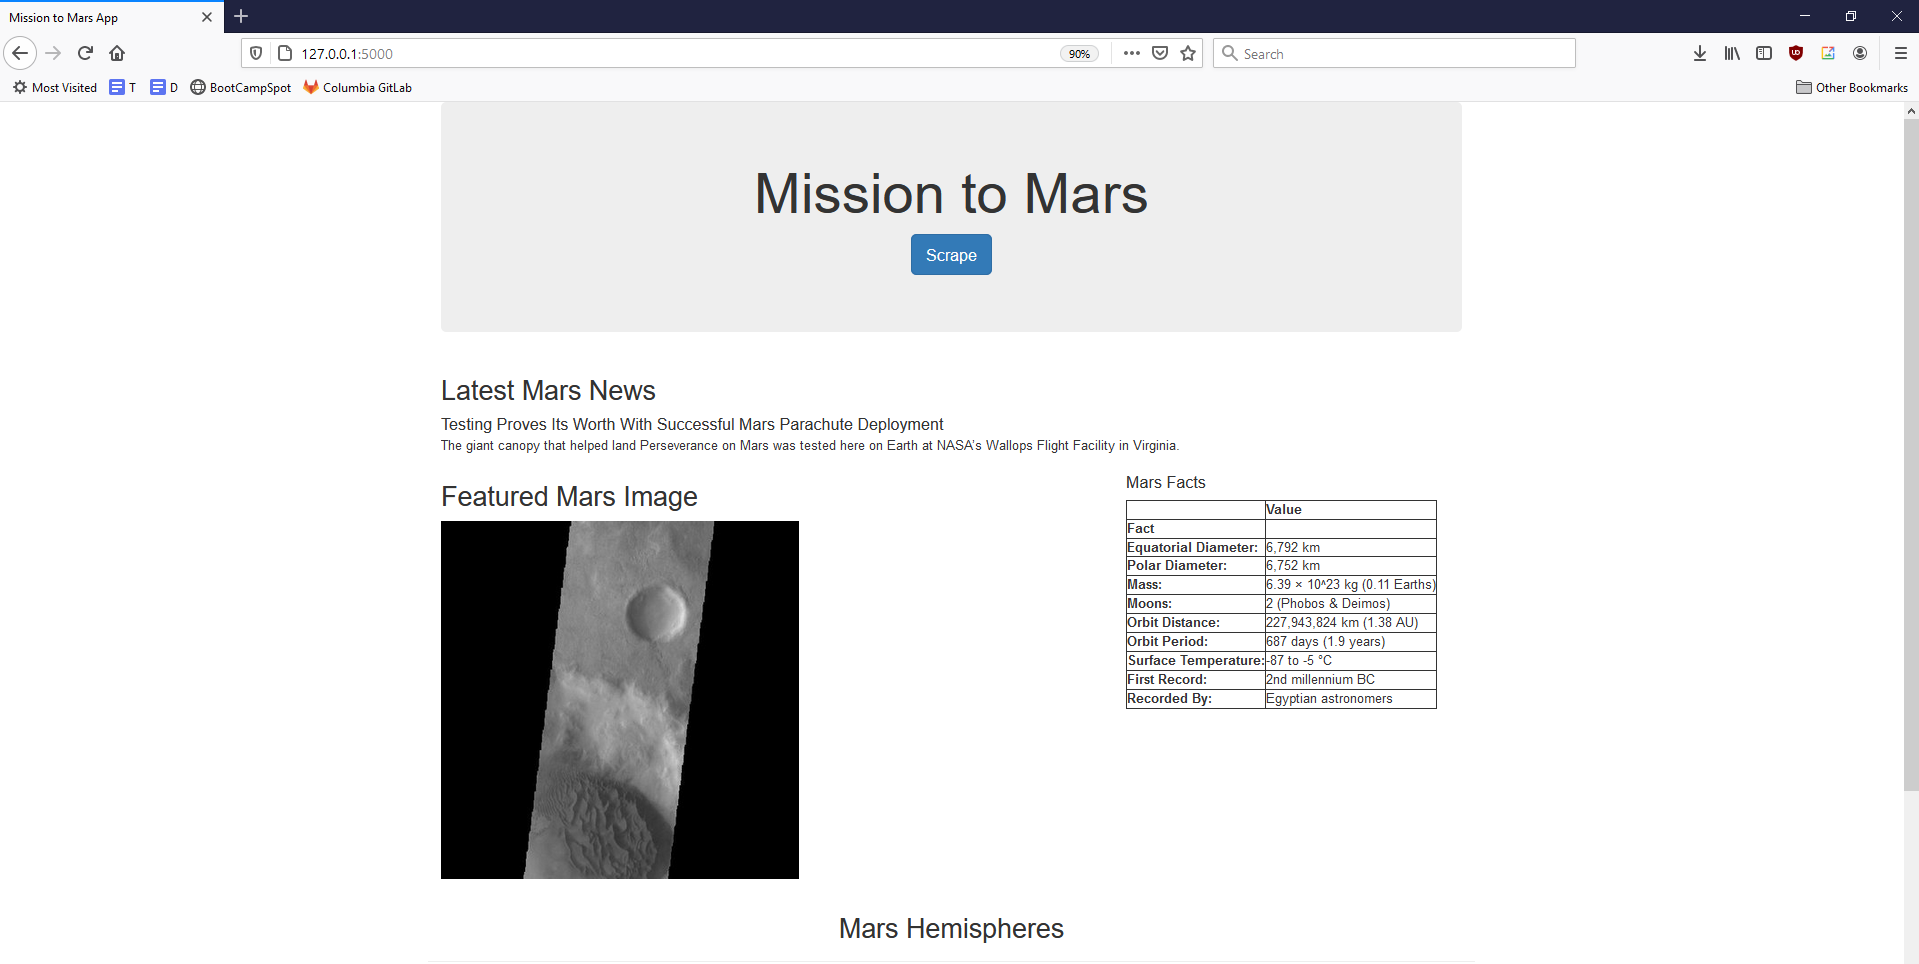 Mission to Mars App
127.0.0.1:5000
90%
Search
Most Visited
T
D
BootCampSpot
Columbia GitLab
Other Bookmarks
Mission to Mars
Scrape
Latest Mars News
Testing Proves Its Worth With Successful Mars Parachute Deployment
The giant canopy that helped land Perseverance on Mars was tested here on Earth at NASA's Wallops Flight Facility in Virginia.
Featured Mars Image
Mars Facts
Value
Fact
Equatorial Diameter: 6,792 km
Polar Diameter: 6,752 km
Mass: 6.39 × 10^23 kg (0.11 Earths)
Moons: 2 (Phobos & Deimos)
Orbit Distance: 227,943,824 km (1.38 AU)
Orbit Period: 687 days (1.9 years)
Surface Temperature: -87 to -5 °C
First Record: 2nd millennium BC
Recorded By: Egyptian astronomers
Mars Hemispheres